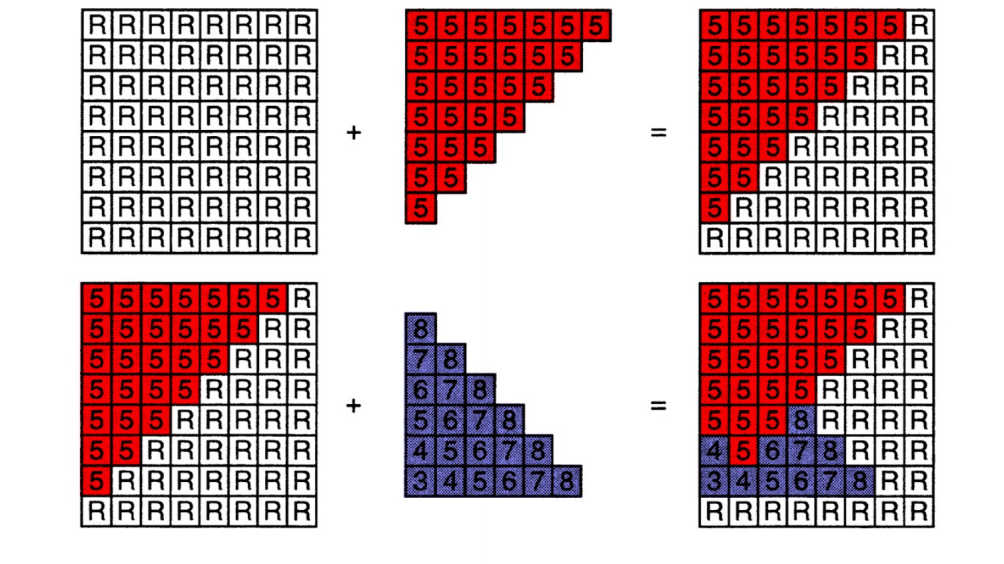 R R R R R R R R
R R R R R R R R
R R R R R R R R
R R R R R R R R
R R R R R R R R
R R R R R R R R
R R R R R R R R
R R R R R R R R
+
5 5 5 5 5 5 5
5 5 5 5 5 5
5 5 5 5 5
5 5 5 5
5 5 5
5 5
5
=
5 5 5 5 5 5 5 R
5 5 5 5 5 5 R R
5 5 5 5 5 R R R
5 5 5 5 R R R R
5 5 5 R R R R R
5 5 R R R R R R
5 R R R R R R R
R R R R R R R R
5 5 5 5 5 5 5 R
5 5 5 5 5 5 R R
5 5 5 5 5 R R R
5 5 5 5 R R R R
5 5 5 R R R R R
5 5 R R R R R R
5 R R R R R R R
R R R R R R R R
+
8
7 8
6 7 8
5 6 7 8
4 5 6 7 8
3 4 5 6 7 8
=
5 5 5 5 5 5 5 R
5 5 5 5 5 5 R R
5 5 5 5 5 R R R
5 5 5 5 R R R R
5 5 5 8 R R R R
4 5 6 7 8 R R R
3 4 5 6 7 8 R R
R R R R R R R R